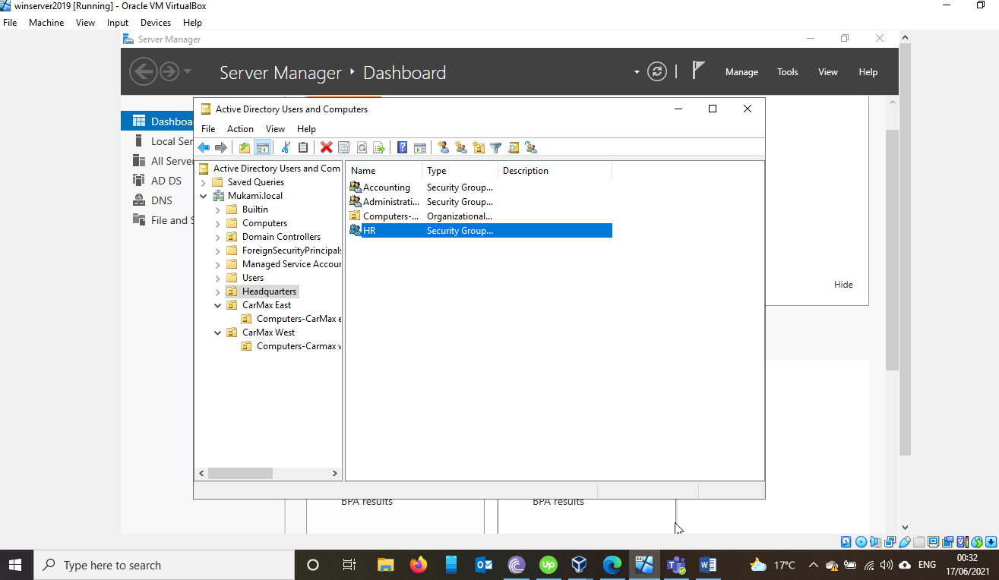 winserver2019 [Running] - Oracle VM VirtualBox
File Machine View Input Devices Help
Server Manager
Server Manager Dashboard
Manage Tools View Help
Dashboa
Local Ser
All Server
AD DS
DNS
File and S
Active Directory Users and Computers
File Action View Help
Active Directory Users and Com
Saved Queries
Mukami.local
Builtin
Computers
Domain Controllers
ForeignSecurityPrincipals
Managed Service Accour
Users
Headquarters
CarMax East
Computers-CarMax e
CarMax West
Computers-Carmax w
Name Type Description
Accounting Security Group...
Administrati... Security Group...
Computers-... Organizational...
HR Security Group...
Hide
BPA results BPA results
Type here to search
17°C ENG
00:32
17/06/2021